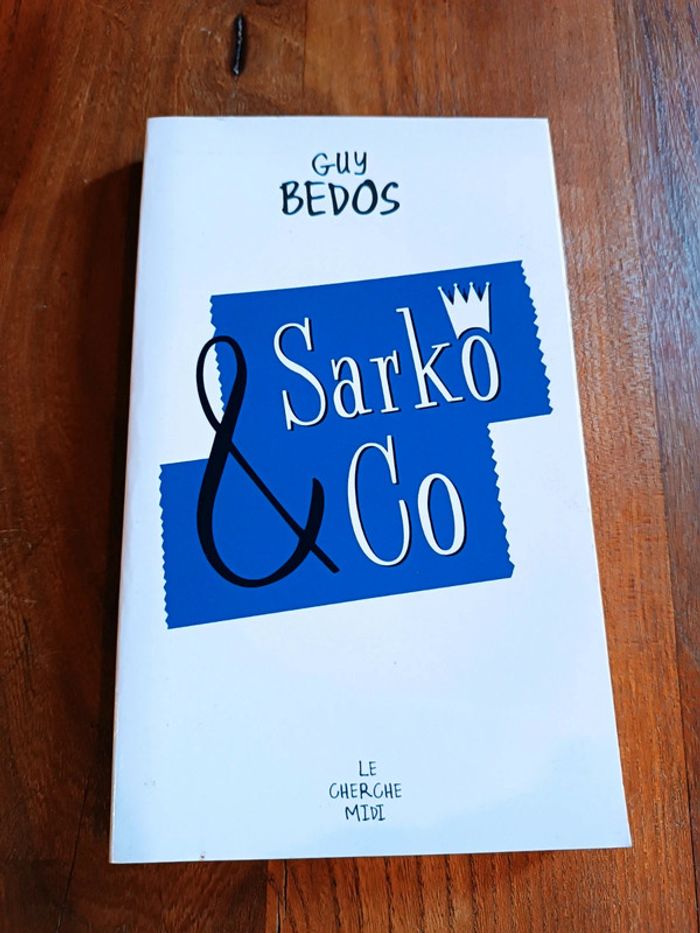 GUY
BEDOS
Sarko
& Co
LE
CHERCHE
MIDI